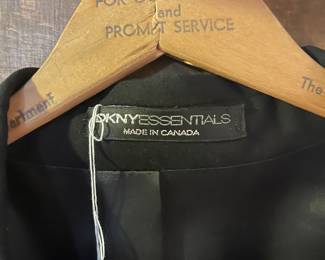 and
PROMPT SERVICE
The
DKNYESSENTIALS
MADE IN CANADA